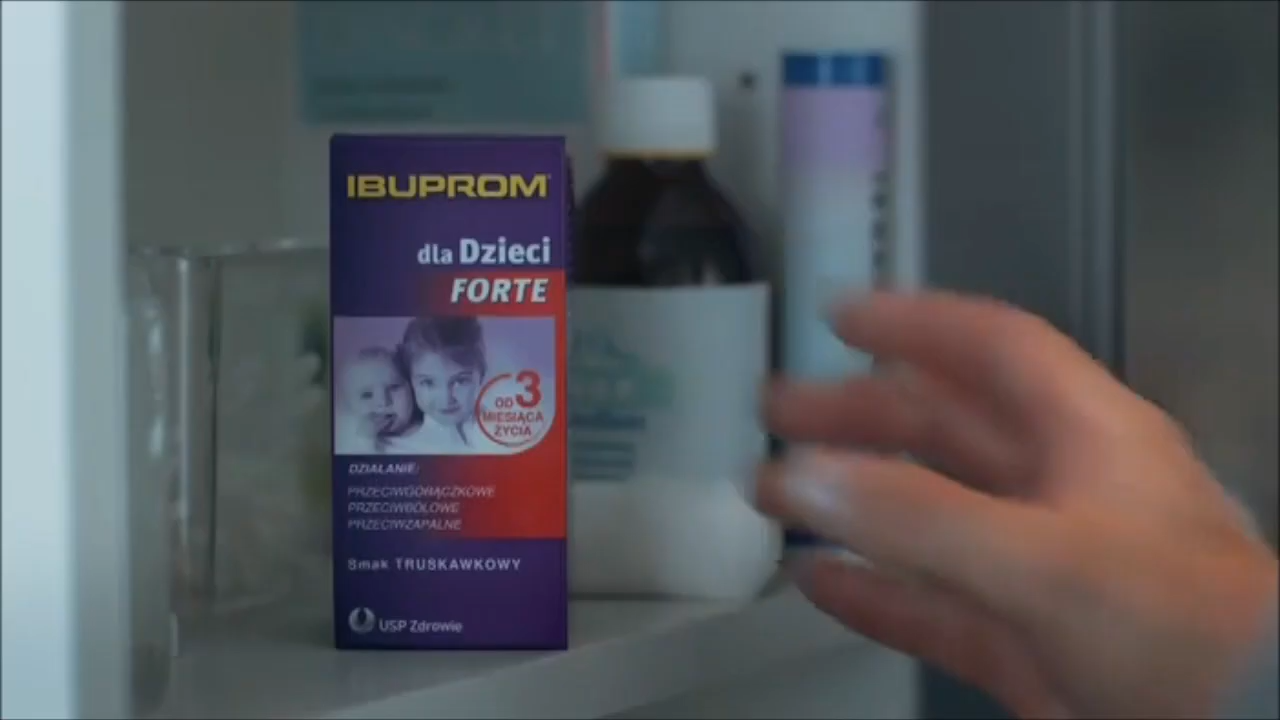 IBUPROM
dla Dzieci
FORTE
OD 3
MIESIĄCA
ŻYCIA
DZIAŁANIE:
PRZECIWGORĄCZKOWE
PRZECIWBÓLOWE
PRZECIWZAPALNE
Smak TRUSKAWKOWY
USP Zdrowie